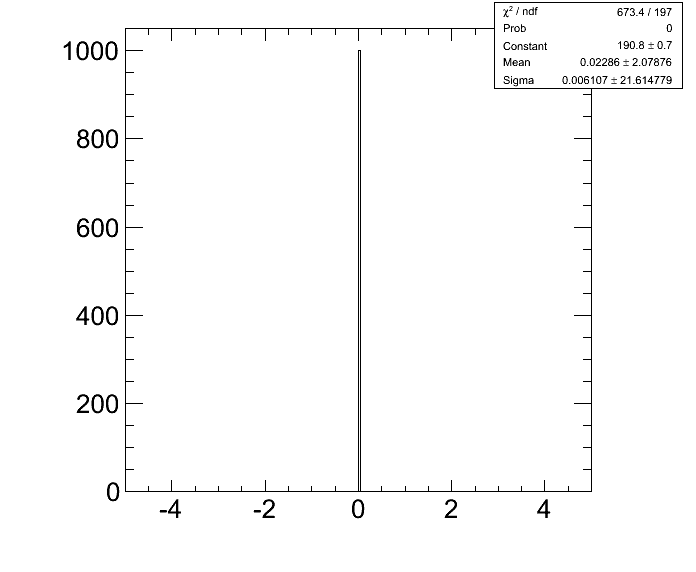 χ² / ndf 673.4 / 197
Prob 0
Constant 190.8 ± 0.7
Mean 0.02286 ± 2.07876
Sigma 0.006107 ± 21.614779
1000
800
600
400
200
0
-4 -2 0 2 4